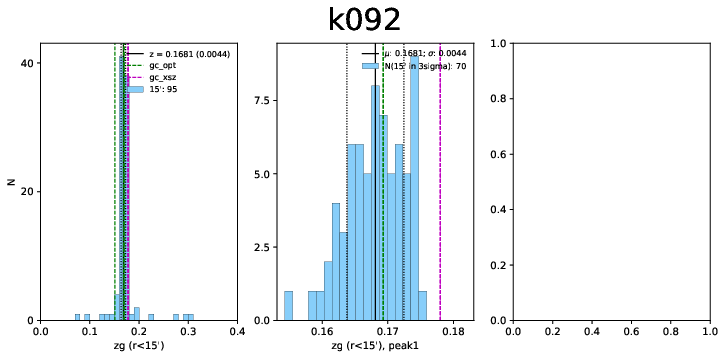 k092
z = 0.1681 (0.0044)
gc_opt
gc_xsz
15': 95
N
40
20
0
0.0 0.1 0.2 0.3 0.4
zg (r<15')
μ: 0.1681; σ: 0.0044
N(15' in 3sigma): 70
7.5
5.0
2.5
0.0
0.16 0.17 0.18
zg (r<15'), peak1
1.0
0.8
0.6
0.4
0.2
0.0
0.0 0.2 0.4 0.6 0.8 1.0